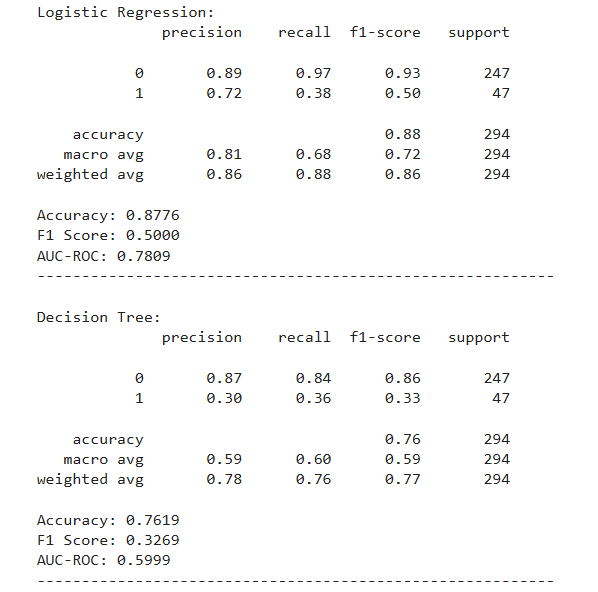 Logistic Regression:
precision recall f1-score support
0 0.89 0.97 0.93 247
1 0.72 0.38 0.50 47
accuracy 0.88 294
macro avg 0.81 0.68 0.72 294
weighted avg 0.86 0.88 0.86 294
Accuracy: 0.8776
F1 Score: 0.5000
AUC-ROC: 0.7809
----------------------------------------------------------
Decision Tree:
precision recall f1-score support
0 0.87 0.84 0.86 247
1 0.30 0.36 0.33 47
accuracy 0.76 294
macro avg 0.59 0.60 0.59 294
weighted avg 0.78 0.76 0.77 294
Accuracy: 0.7619
F1 Score: 0.3269
AUC-ROC: 0.5999
----------------------------------------------------------